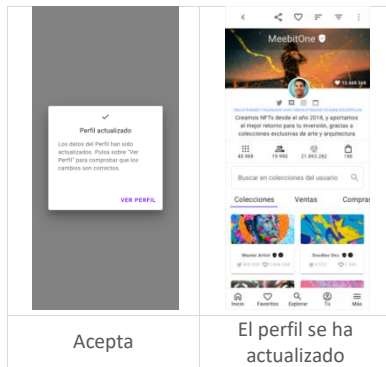 Perfil actualizado
Los datos del Perfil han sido
actualizados. Pulsa sobre "Ver
Perfil" para comprobar que los
cambios son correctos.
VER PERFIL
Acepta
MeebitOne
Creamos NFTs desde el año 2018, y aportamos
el mejor retorno para tu inversión, gracias a
colecciones exclusivas de arte y arquitectura
40.988 19.990 21.893.282 186
Buscar en colecciones del usuario
Colecciones Ventas Compras
Master Artist Doodles Dex
Inicio Favoritos Explorar Tú Más
El perfil se ha
actualizado